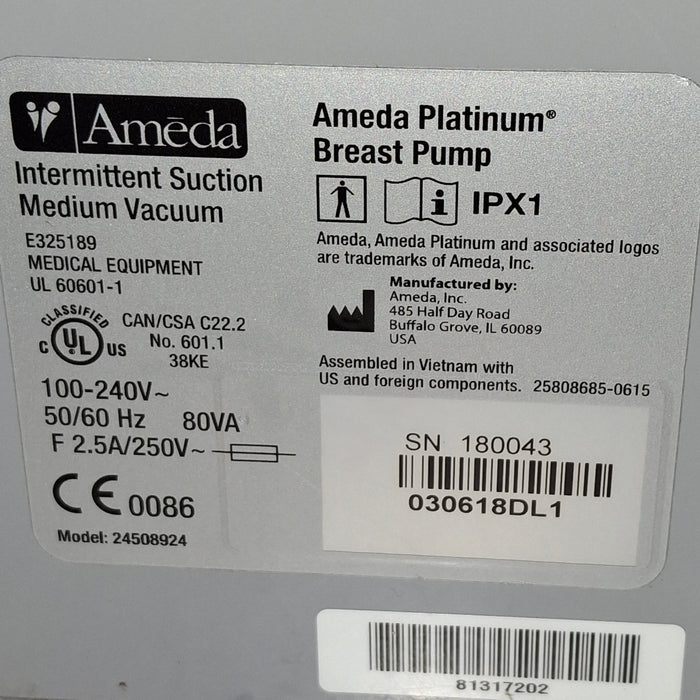 Amēda
Intermittent Suction
Medium Vacuum
E325189
MEDICAL EQUIPMENT
UL 60601-1
CLASSIFIED
C UL US
CAN/CSA C22.2
No. 601.1
38KE
100-240V~
50/60 Hz 80VA
F 2.5A/250V~
CE 0086
Model: 24508924
Ameda Platinum®
Breast Pump
i IPX1
Ameda, Ameda Platinum and associated logos
are trademarks of Ameda, Inc.
Manufactured by:
Ameda, Inc.
485 Half Day Road
Buffalo Grove, IL 60089
USA
Assembled in Vietnam with
US and foreign components. 25808685-0615
SN 180043
030618DL1
81317202